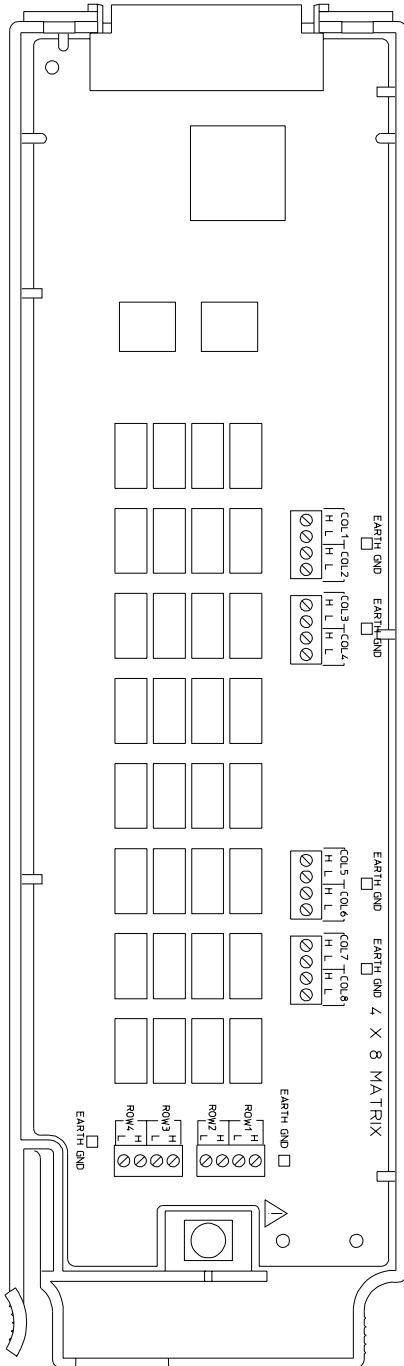 EARTH GND
COL1 COL2
H L H L
EARTH GND
COL3 COL4
H L H L
EARTH GND
COL5 COL6
H L H L
EARTH GND
COL7 COL8
H L H L
4 X 8 MATRIX
EARTH GND
ROW4 ROW3 ROW2 ROW1
L H L H L H L H
EARTH GND
!